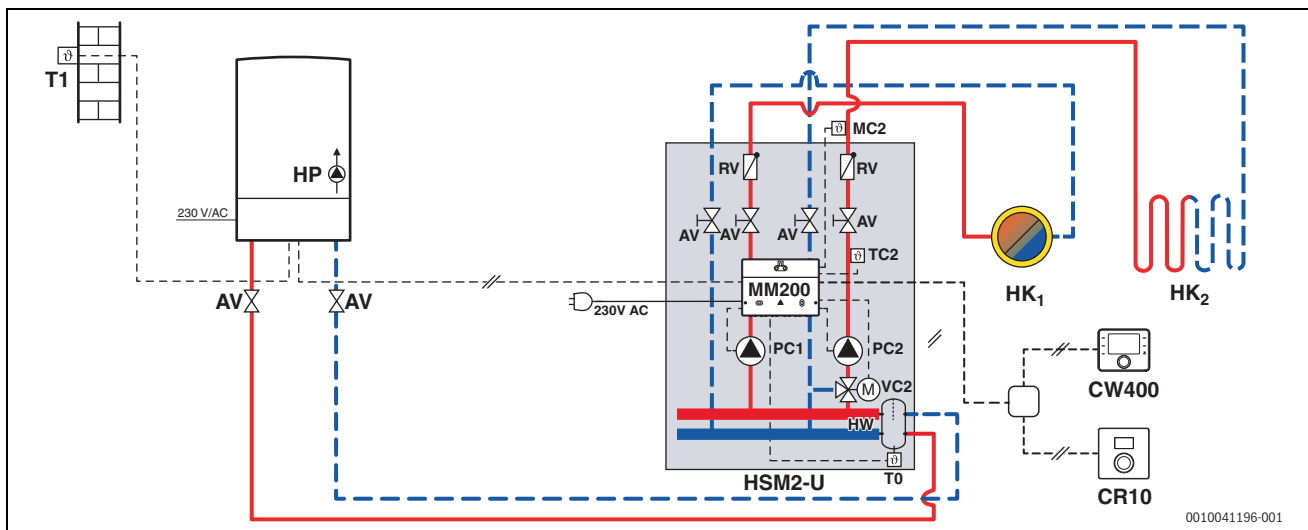 ϑ
T1
HP
230 V/AC
AV
AV
ϑ MC2
RV
RV
AV
AV
AV
AV
ϑ TC2
MM200
230V AC
PC1
PC2
M
VC2
HW
ϑ
T0
HSM2-U
HK1
HK2
CW400
CR10
0010041196-001